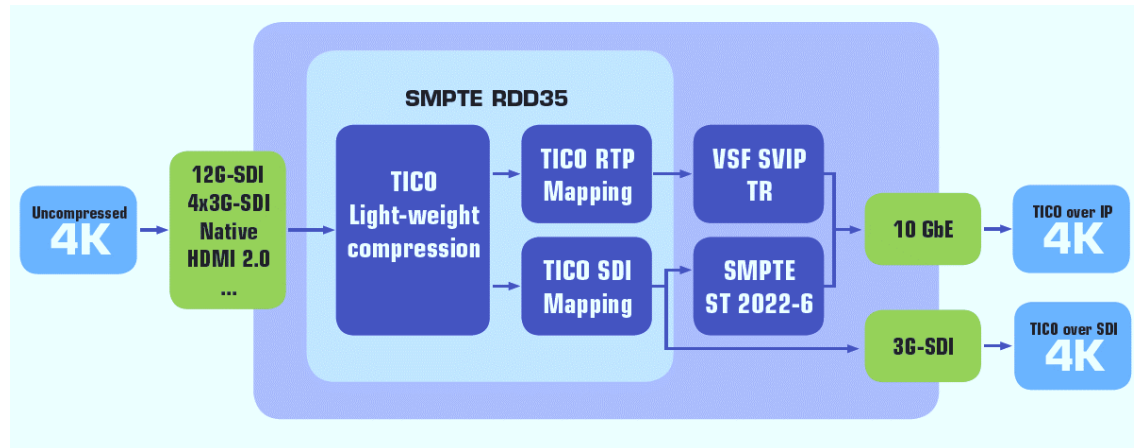 SMPTE RDD35
Uncompressed
4K
12G-SDI
4x3G-SDI
Native
HDMI 2.0
...
TICO
Light-weight
compression
TICO RTP
Mapping
TICO SDI
Mapping
VSF SVIP
TR
SMPTE
ST 2022-6
10 GbE
3G-SDI
TICO over IP
4K
TICO over SDI
4K